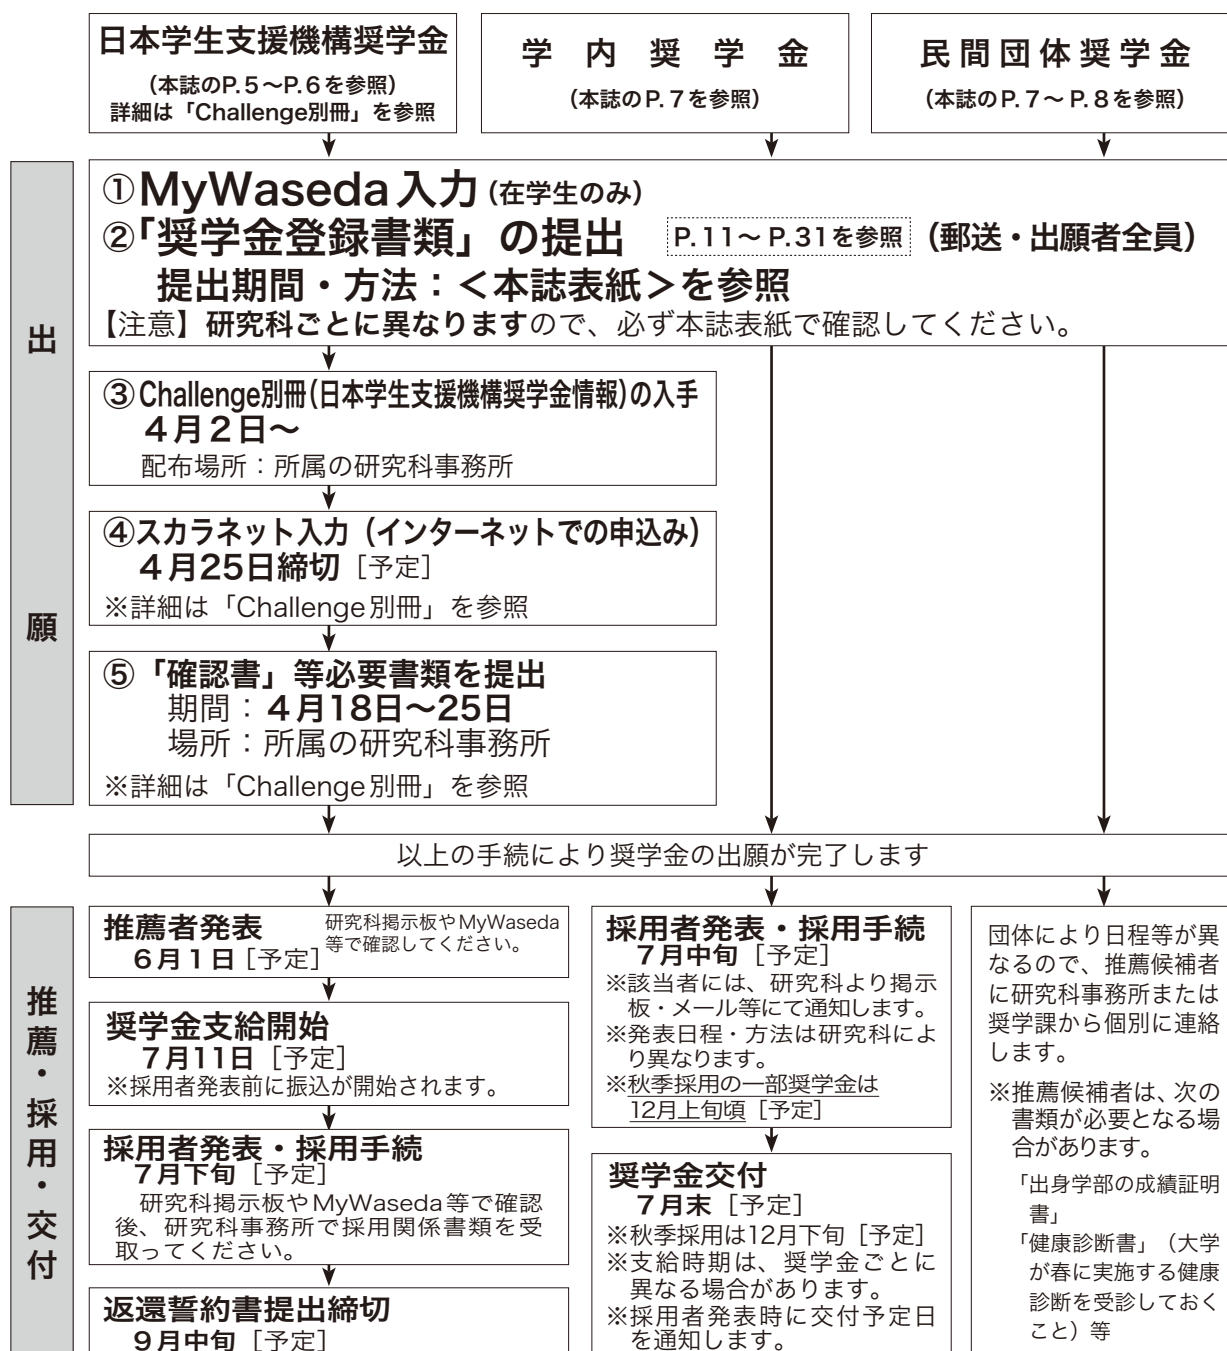 日本学生支援機構奨学金
（本誌のP.5～P.6を参照）
詳細は「Challenge別冊」を参照
学内奨学金
（本誌のP.7を参照）
民間団体奨学金
（本誌のP.7～P.8を参照）
出願
①MyWaseda入力（在学生のみ）
②「奨学金登録書類」の提出 P.11～P.31を参照（郵送・出願者全員）
提出期間・方法：＜本誌表紙＞を参照
【注意】研究科ごとに異なりますので、必ず本誌表紙で確認してください。
③Challenge別冊（日本学生支援機構奨学金情報）の入手
4月2日～
配布場所：所属の研究科事務所
④スカラネット入力（インターネットでの申込み）
4月25日締切［予定］
※詳細は「Challenge別冊」を参照
⑤「確認書」等必要書類を提出
期間：4月18日～25日
場所：所属の研究科事務所
※詳細は「Challenge別冊」を参照
以上の手続により奨学金の出願が完了します
推薦・採用・交付
推薦者発表
6月1日［予定］
研究科掲示板やMyWaseda
等で確認してください。
奨学金支給開始
7月11日［予定］
※採用者発表前に振込が開始されます。
採用者発表・採用手続
7月下旬［予定］
研究科掲示板やMyWaseda等で確認
後、研究科事務所で採用関係書類を受
取ってください。
返還誓約書提出締切
9月中旬［予定］
採用者発表・採用手続
7月中旬［予定］
※該当者には、研究科より掲示
板・メール等にて通知します。
※発表日程・方法は研究科によ
り異なります。
※秋季採用の一部奨学金は
12月上旬頃［予定］
奨学金交付
7月末［予定］
※秋季採用は12月下旬［予定］
※支給時期は、奨学金ごとに
異なる場合があります。
※採用者発表時に交付予定日
を通知します。
団体により日程等が異
なるので、推薦候補者
に研究科事務所または
奨学課から個別に連絡
します。
※推薦候補者は、次の
書類が必要となる場
合があります。
「出身学部の成績証明
書」
「健康診断書」（大学
が春に実施する健康
診断を受診しておく
こと）等